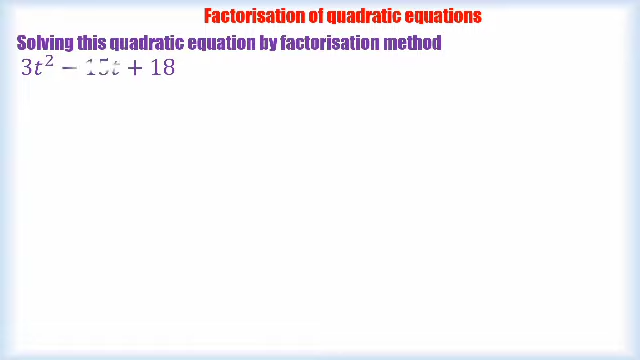 Factorisation of quadratic equations
Solving this quadratic equation by factorisation method
3t² − 15t + 18